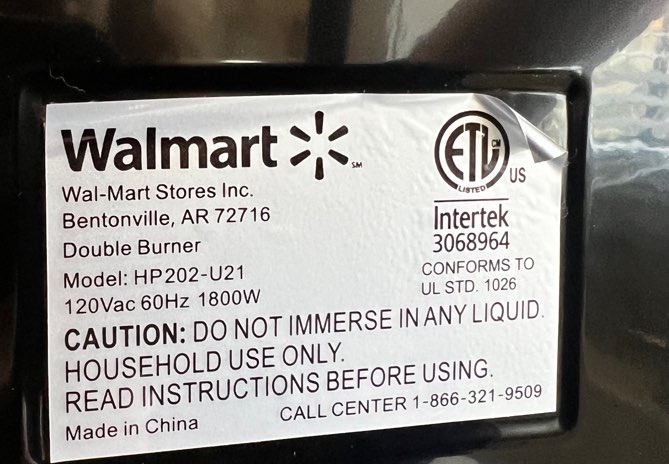 Walmart SM
Wal-Mart Stores Inc.
Bentonville, AR 72716
Double Burner
Model: HP202-U21
120Vac 60Hz 1800W
ETL CM US
LISTED
Intertek
3068964
CONFORMS TO
UL STD. 1026
CAUTION: DO NOT IMMERSE IN ANY LIQUID.
HOUSEHOLD USE ONLY.
READ INSTRUCTIONS BEFORE USING.
Made in China
CALL CENTER 1-866-321-9509